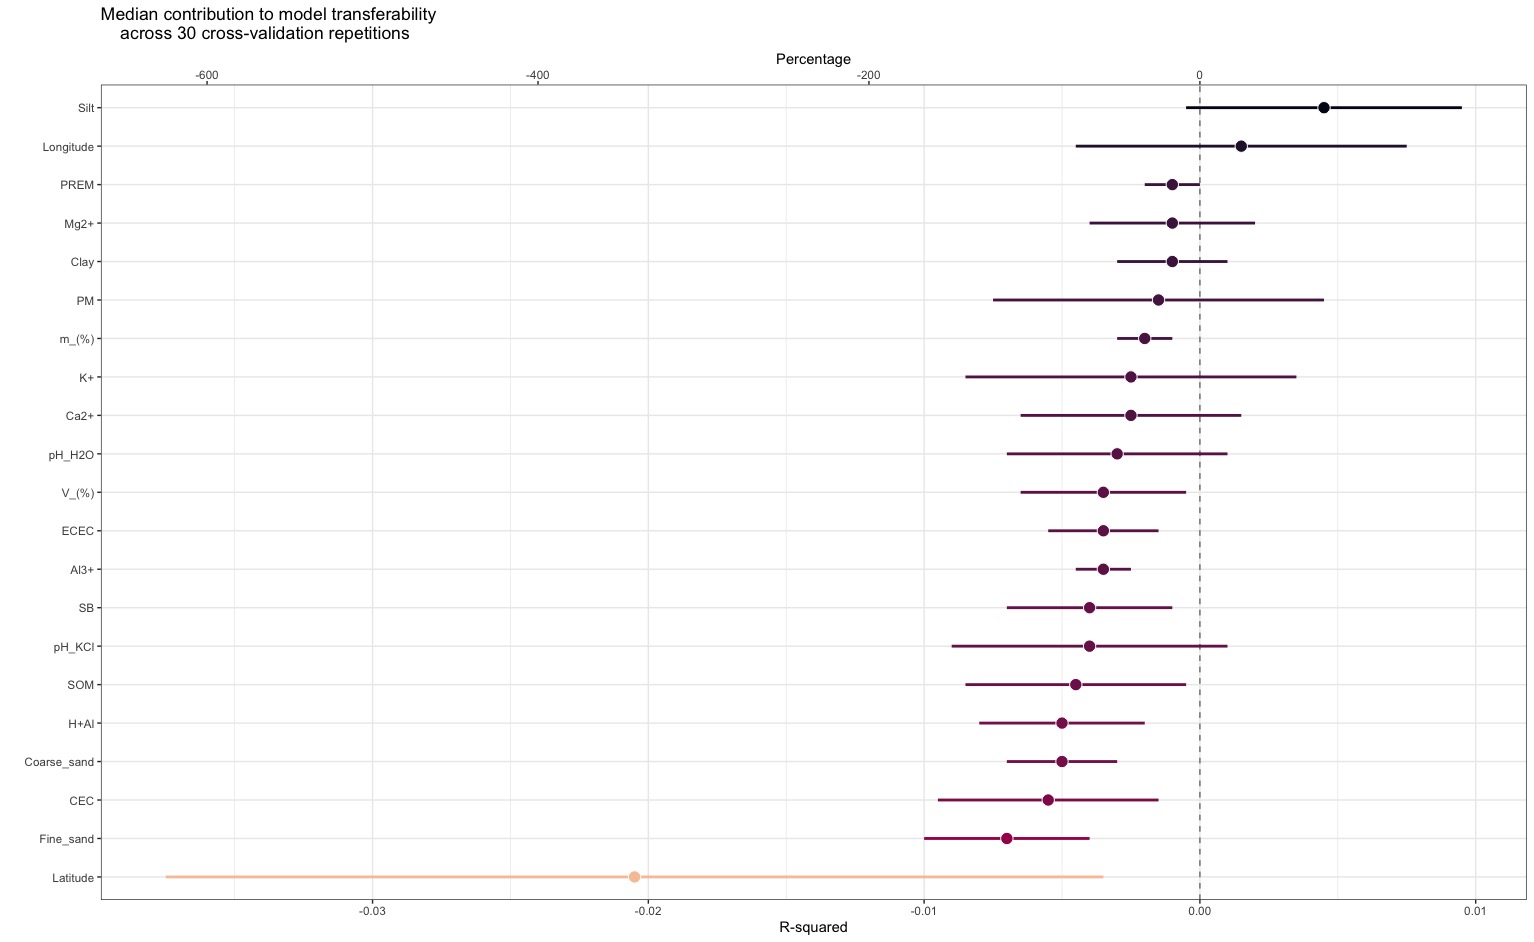 Median contribution to model transferability
across 30 cross-validation repetitions
Percentage
-600 -400 -200 0
Silt
Longitude
PREM
Mg2+
Clay
PM
m_(%)
K+
Ca2+
pH_H2O
V_(%)
ECEC
Al3+
SB
pH_KCl
SOM
H+Al
Coarse_sand
CEC
Fine_sand
Latitude
-0.03 -0.02 -0.01 0.00 0.01
R-squared